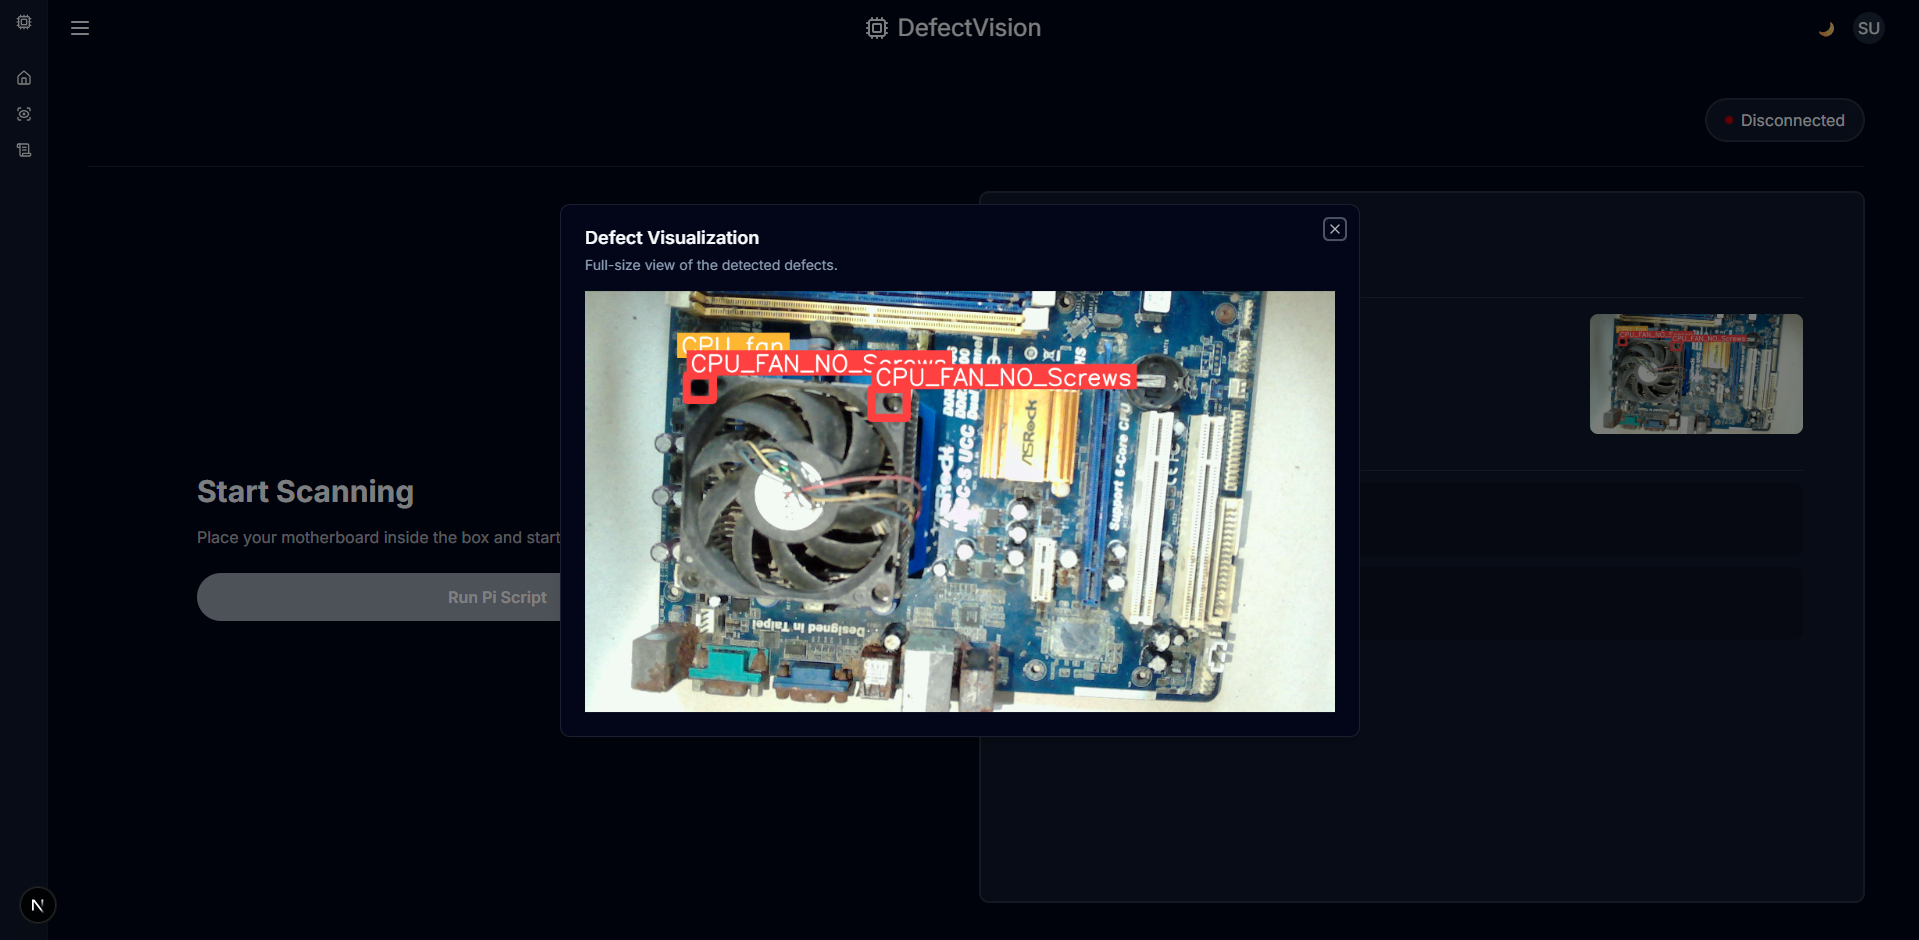 DefectVision
SU
Disconnected
Defect Visualization
Full-size view of the detected defects.
CPU_fan
CPU_FAN_NO_Screws
CPU_FAN_NO_Screws
ASRock
Support 8-Core CPU
Designed in Taipei
Start Scanning
Place your motherboard inside the box and start
Run Pi Script
N